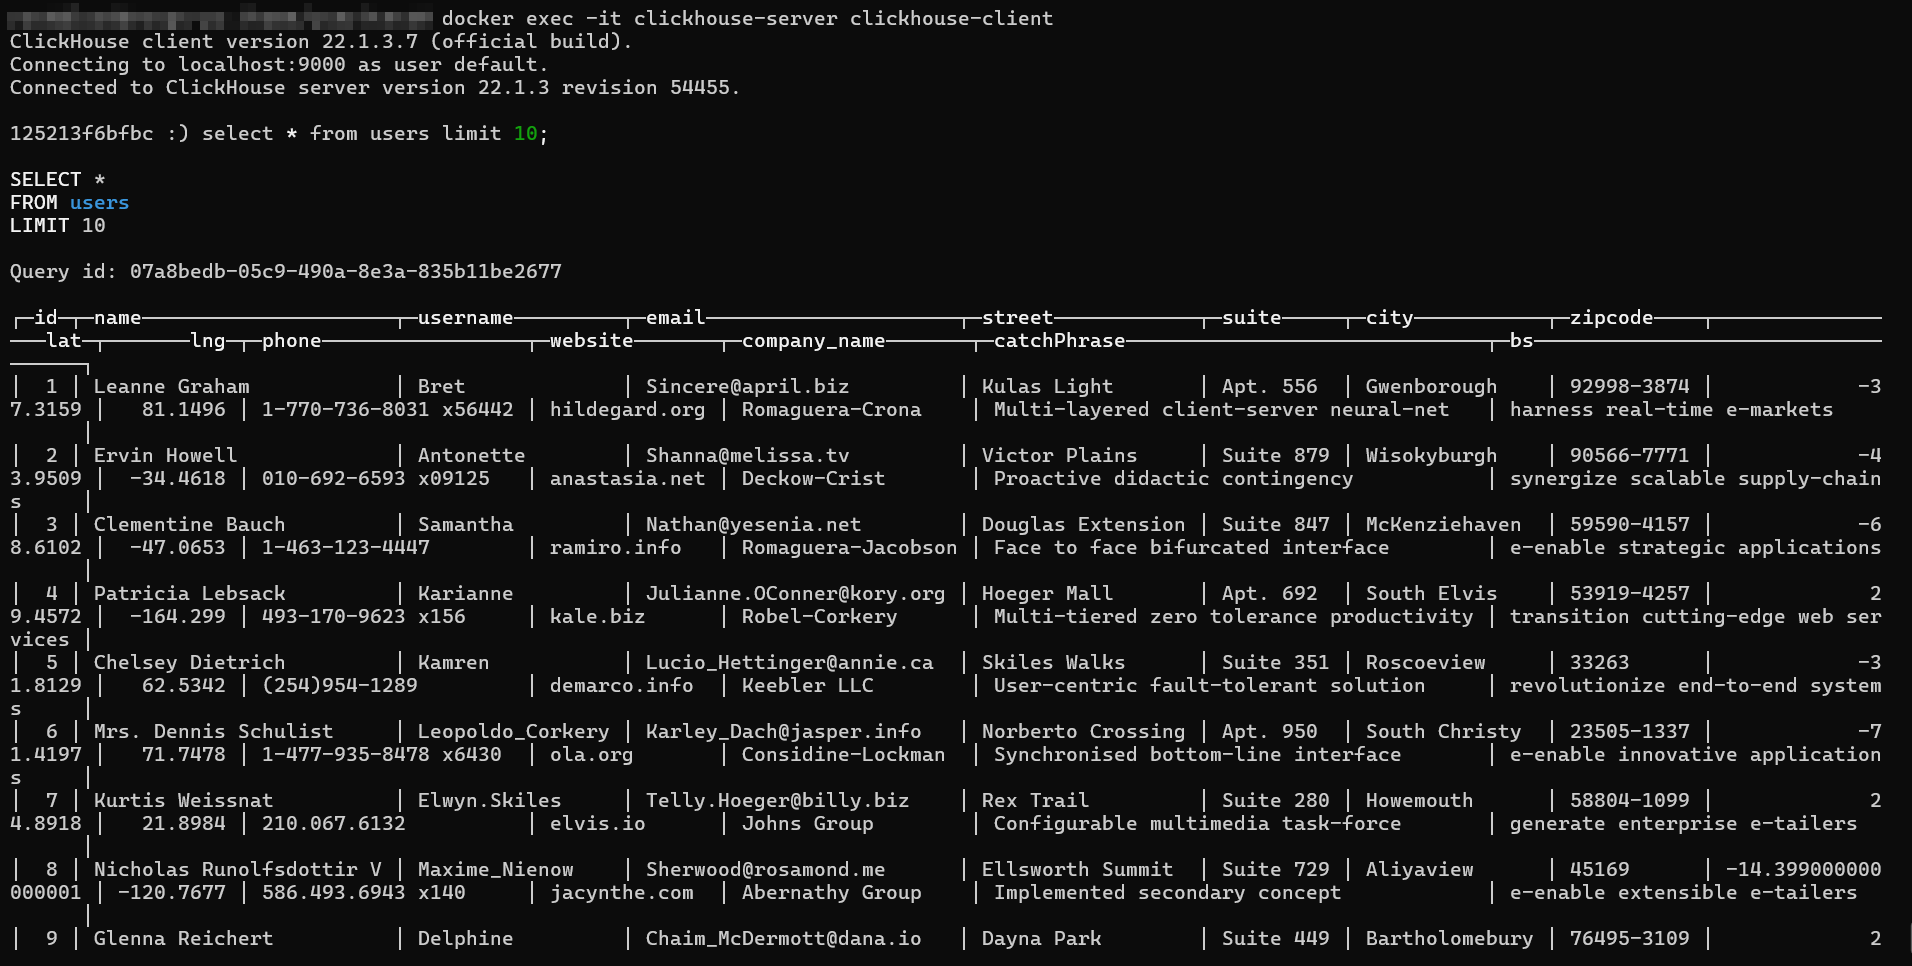 docker exec -it clickhouse-server clickhouse-client
ClickHouse client version 22.1.3.7 (official build).
Connecting to localhost:9000 as user default.
Connected to ClickHouse server version 22.1.3 revision 54455.
125213f6bfbc :) select * from users limit 10;
SELECT *
FROM users
LIMIT 10
Query id: 07a8bedb-05c9-490a-8e3a-835b11be2677
┌─id─┬─name─────────────────────┬─username─────────┬─email─────────────────────┬─street────────────┬─suite─────┬─city───────────┬─zipcode────┬──────────────
───lat─┬───────lng─┬─phone─────────────────┬─website───────┬─company_name───────┬─catchPhrase──────────────────────────────┬─bs─────────────────────────────
──────┐
│  1 │ Leanne Graham            │ Bret             │ Sincere@april.biz         │ Kulas Light       │ Apt. 556  │ Gwenborough    │ 92998-3874 │            -3
7.3159 │   81.1496 │ 1-770-736-8031 x56442 │ hildegard.org │ Romaguera-Crona    │ Multi-layered client-server neural-net   │ harness real-time e-markets
│
│  2 │ Ervin Howell             │ Antonette        │ Shanna@melissa.tv         │ Victor Plains     │ Suite 879 │ Wisokyburgh    │ 90566-7771 │            -4
3.9509 │  -34.4618 │ 010-692-6593 x09125   │ anastasia.net │ Deckow-Crist       │ Proactive didactic contingency           │ synergize scalable supply-chain
s     │
│  3 │ Clementine Bauch         │ Samantha         │ Nathan@yesenia.net        │ Douglas Extension │ Suite 847 │ McKenziehaven  │ 59590-4157 │            -6
8.6102 │  -47.0653 │ 1-463-123-4447        │ ramiro.info   │ Romaguera-Jacobson │ Face to face bifurcated interface        │ e-enable strategic applications
│
│  4 │ Patricia Lebsack         │ Karianne         │ Julianne.OConner@kory.org │ Hoeger Mall       │ Apt. 692  │ South Elvis    │ 53919-4257 │             2
9.4572 │  -164.299 │ 493-170-9623 x156     │ kale.biz      │ Robel-Corkery      │ Multi-tiered zero tolerance productivity │ transition cutting-edge web ser
vices │
│  5 │ Chelsey Dietrich         │ Kamren           │ Lucio_Hettinger@annie.ca  │ Skiles Walks      │ Suite 351 │ Roscoeview     │ 33263      │            -3
1.8129 │   62.5342 │ (254)954-1289         │ demarco.info  │ Keebler LLC        │ User-centric fault-tolerant solution     │ revolutionize end-to-end system
s     │
│  6 │ Mrs. Dennis Schulist     │ Leopoldo_Corkery │ Karley_Dach@jasper.info   │ Norberto Crossing │ Apt. 950  │ South Christy  │ 23505-1337 │            -7
1.4197 │   71.7478 │ 1-477-935-8478 x6430  │ ola.org       │ Considine-Lockman  │ Synchronised bottom-line interface       │ e-enable innovative application
s     │
│  7 │ Kurtis Weissnat          │ Elwyn.Skiles     │ Telly.Hoeger@billy.biz    │ Rex Trail         │ Suite 280 │ Howemouth      │ 58804-1099 │             2
4.8918 │   21.8984 │ 210.067.6132          │ elvis.io      │ Johns Group        │ Configurable multimedia task-force       │ generate enterprise e-tailers
│
│  8 │ Nicholas Runolfsdottir V │ Maxime_Nienow    │ Sherwood@rosamond.me      │ Ellsworth Summit  │ Suite 729 │ Aliyaview      │ 45169      │ -14.399000000
000001 │ -120.7677 │ 586.493.6943 x140     │ jacynthe.com  │ Abernathy Group    │ Implemented secondary concept            │ e-enable extensible e-tailers
│
│  9 │ Glenna Reichert          │ Delphine         │ Chaim_McDermott@dana.io   │ Dayna Park        │ Suite 449 │ Bartholomebury │ 76495-3109 │             2